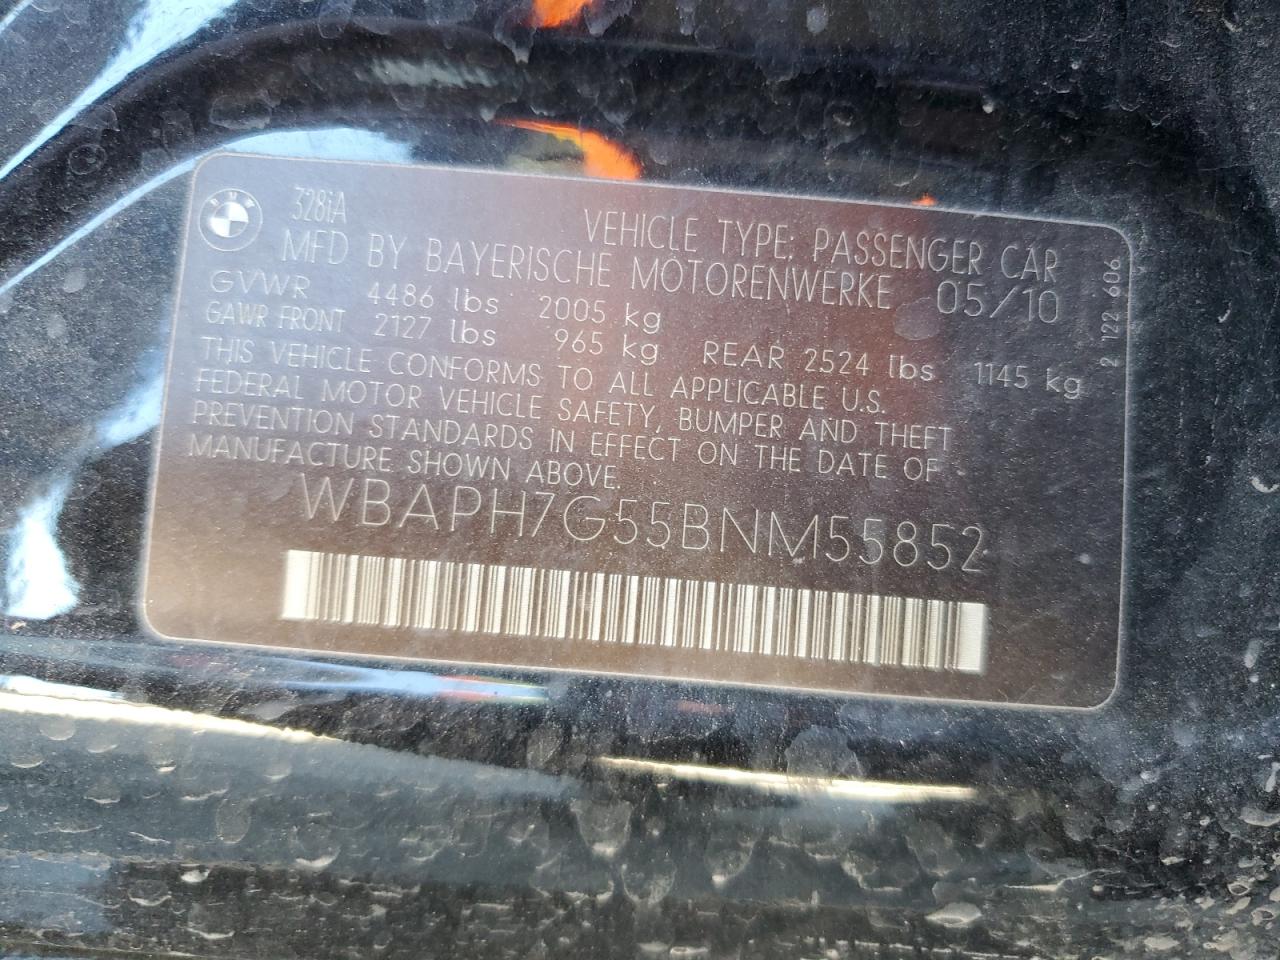 BMW
328iA
VEHICLE TYPE: PASSENGER CAR
MFD BY BAYERISCHE MOTORENWERKE 05/10
GVWR 4486 lbs 2005 kg
GAWR FRONT 2127 lbs 965 kg REAR 2524 lbs 1145 kg
THIS VEHICLE CONFORMS TO ALL APPLICABLE U.S.
FEDERAL MOTOR VEHICLE SAFETY, BUMPER AND THEFT
PREVENTION STANDARDS IN EFFECT ON THE DATE OF
MANUFACTURE SHOWN ABOVE.
WBAPH7G55BNM55852
2 122 606